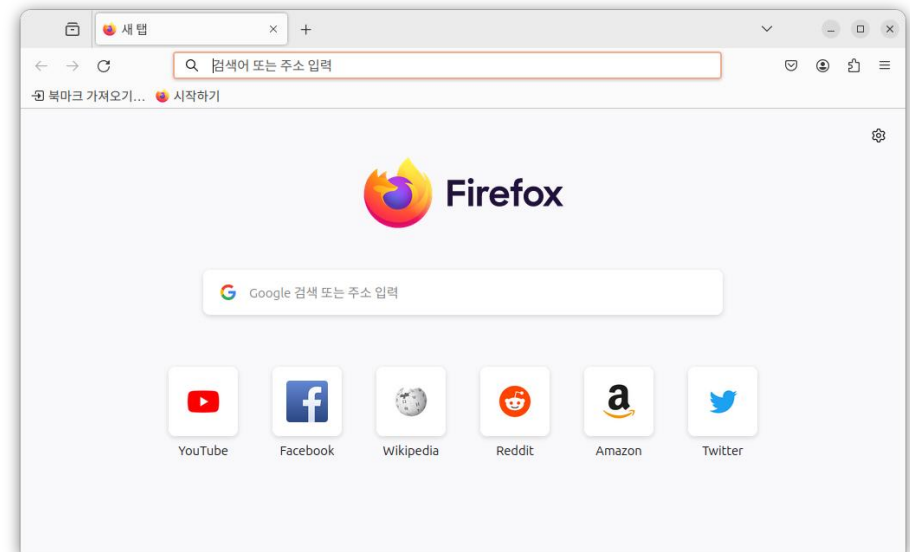 새 탭
검색어 또는 주소 입력
북마크 가져오기... 시작하기
Firefox
Google 검색 또는 주소 입력
YouTube Facebook Wikipedia Reddit Amazon Twitter